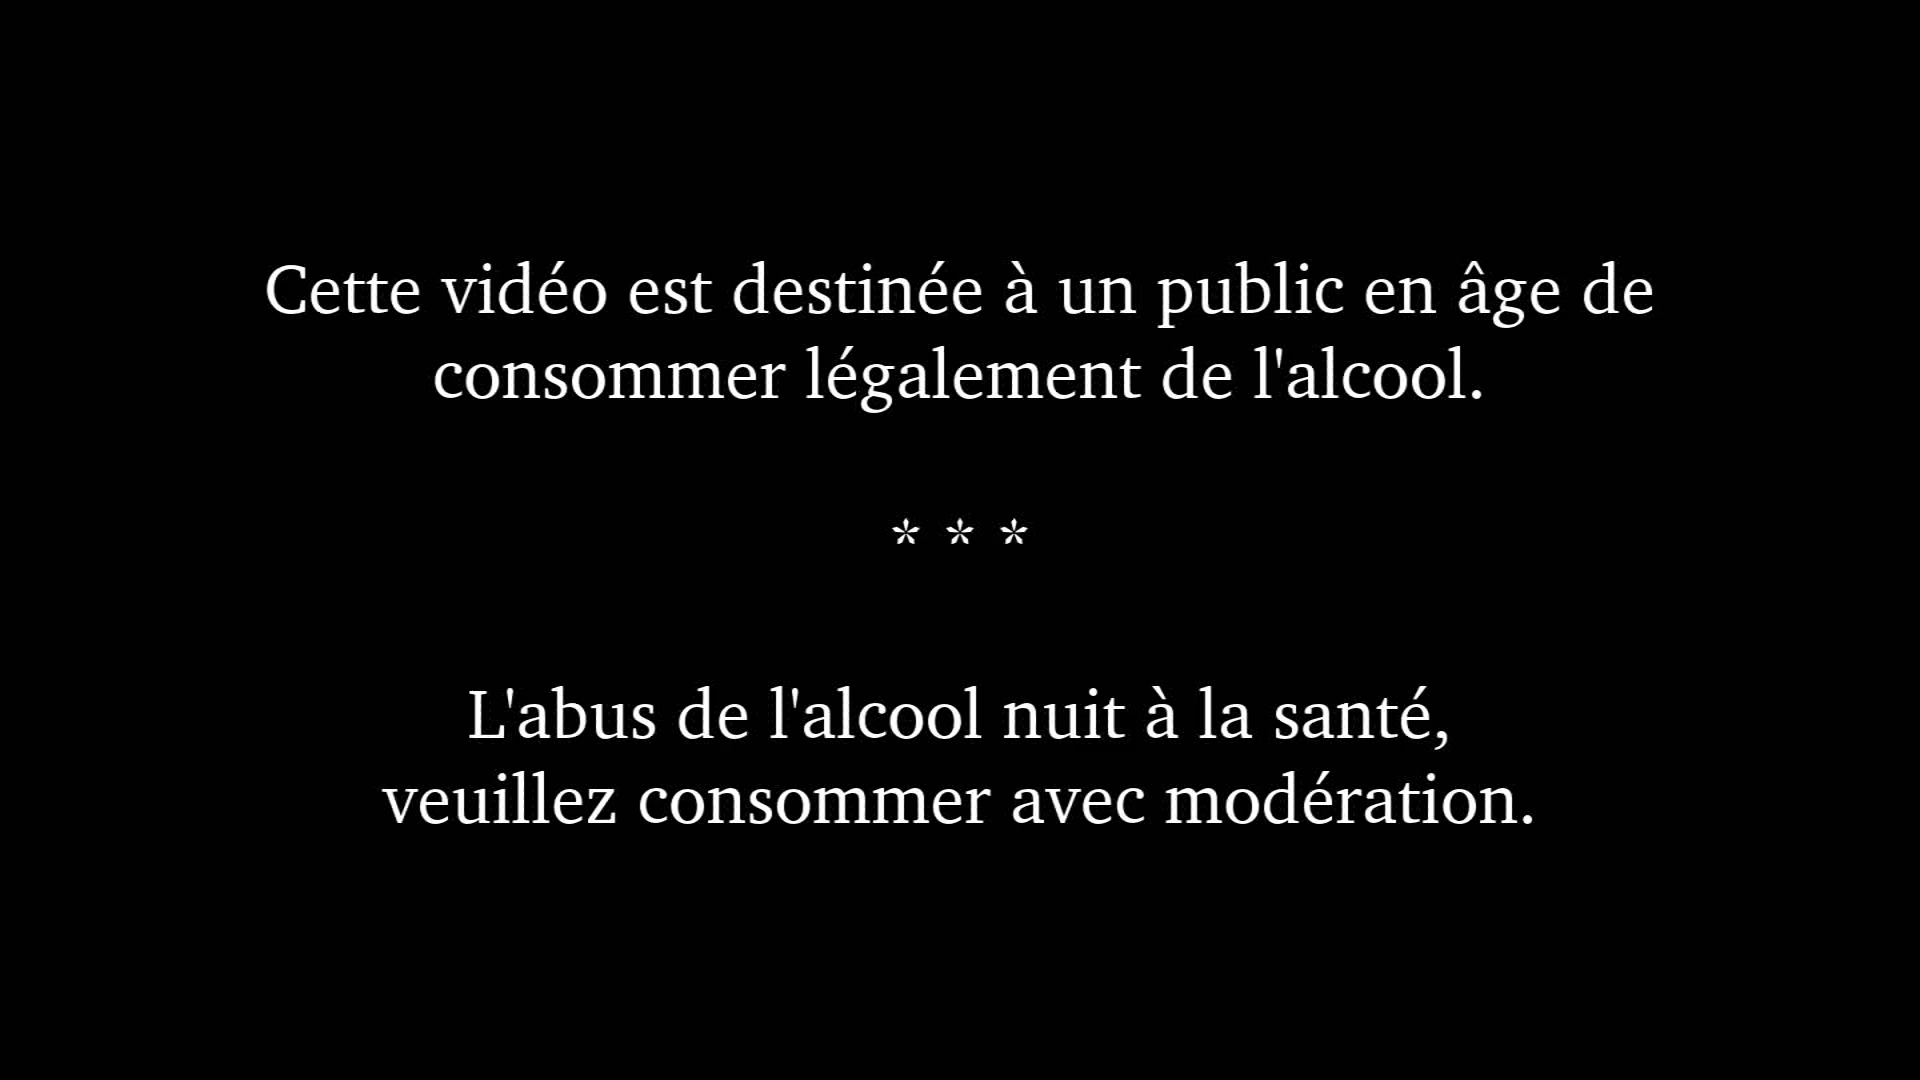 Cette vidéo est destinée à un public en âge de
consommer légalement de l'alcool.
* * *
L'abus de l'alcool nuit à la santé,
veuillez consommer avec modération.